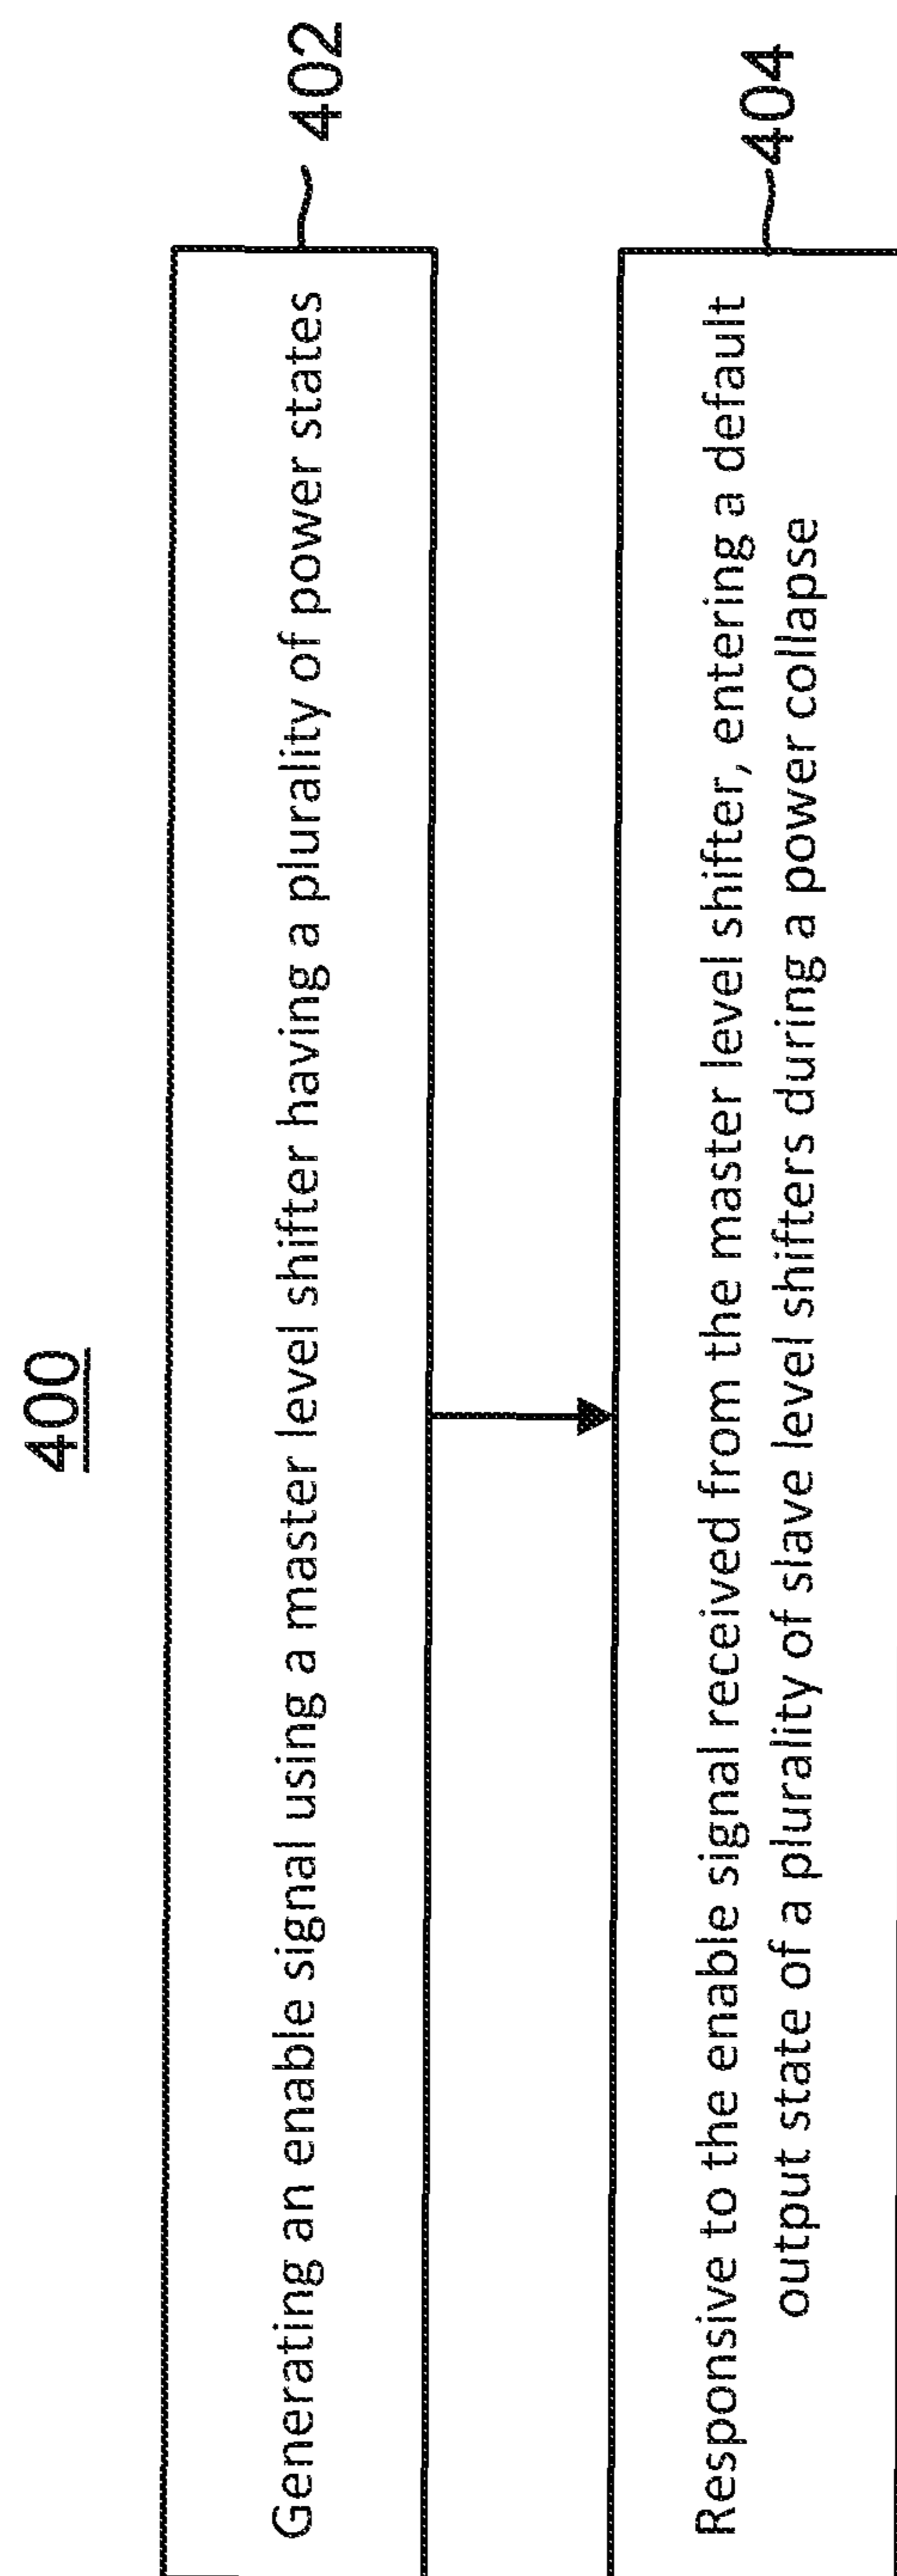 400
Generating an enable signal using a master level shifter having a plurality of power states
402
Responsive to the enable signal received from the master level shifter, entering a default
output state of a plurality of slave level shifters during a power collapse
404